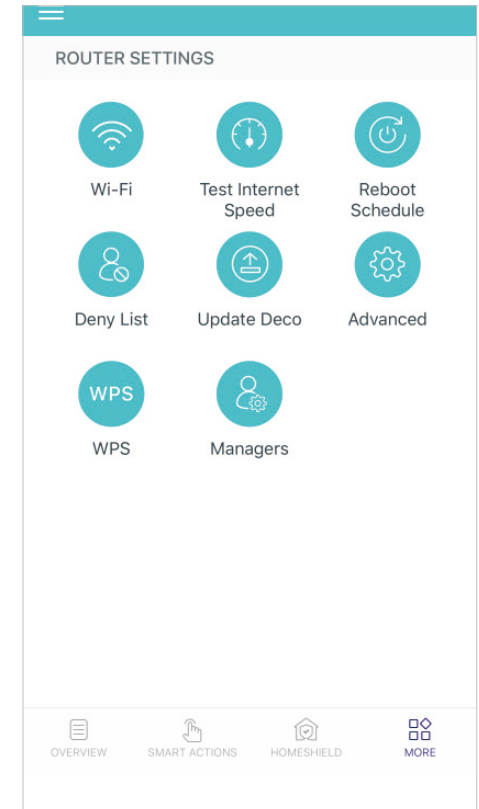 ROUTER SETTINGS
Wi-Fi
Test Internet
Speed
Reboot
Schedule
Deny List
Update Deco
Advanced
WPS
WPS
Managers
OVERVIEW
SMART ACTIONS
HOMESHIELD
MORE